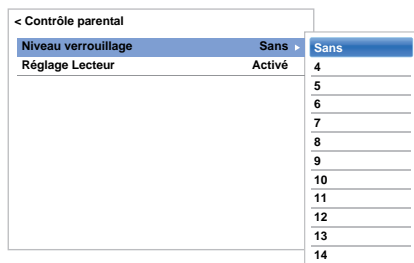 < Contrôle parental
Niveau verrouillage Sans ▸
Réglage Lecteur Activé
Sans
4
5
6
7
8
9
10
11
12
13
14